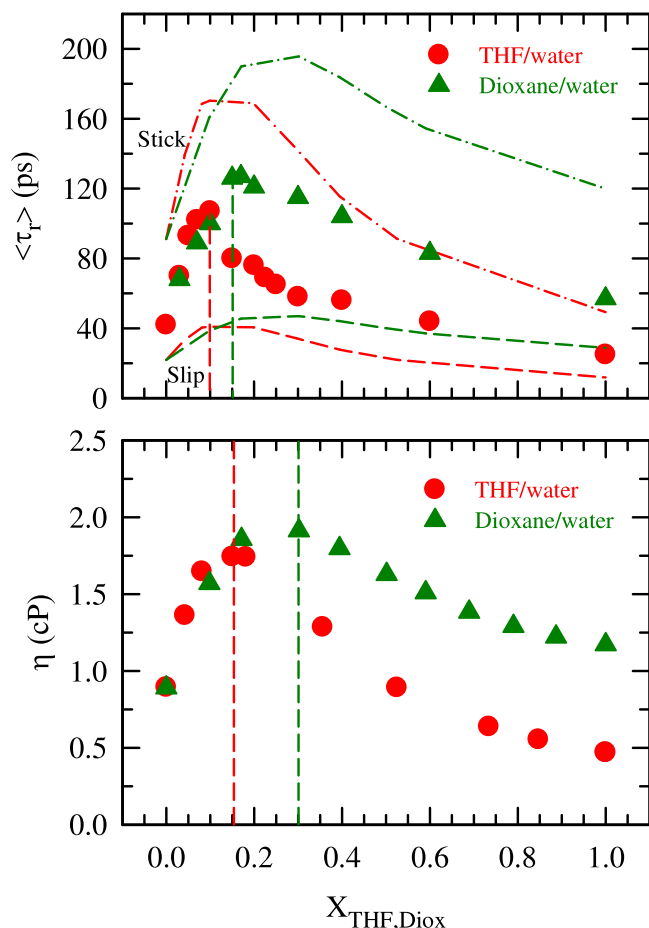 200
160
120
80
40
0
<τr> (ps)
THF/water
Dioxane/water
Stick
Slip
2.5
2.0
1.5
1.0
0.5
0.0
η (cP)
THF/water
Dioxane/water
0.0 0.2 0.4 0.6 0.8 1.0
XTHF,Diox